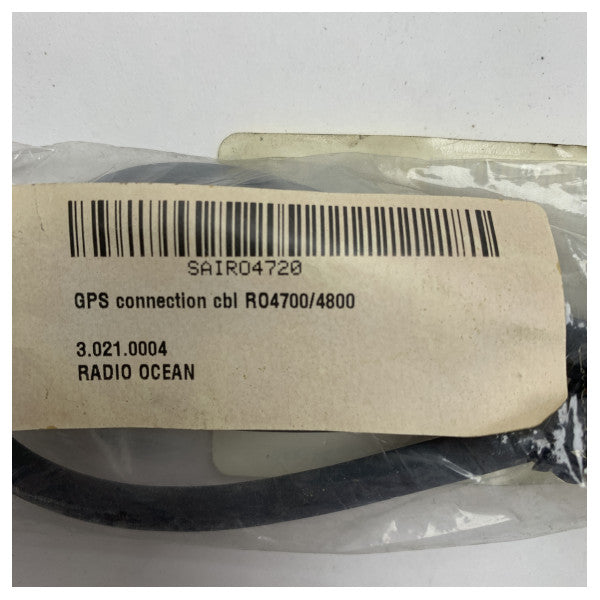 SAIRO4720
GPS connection cbl RO4700/4800
3.021.0004
RADIO OCEAN